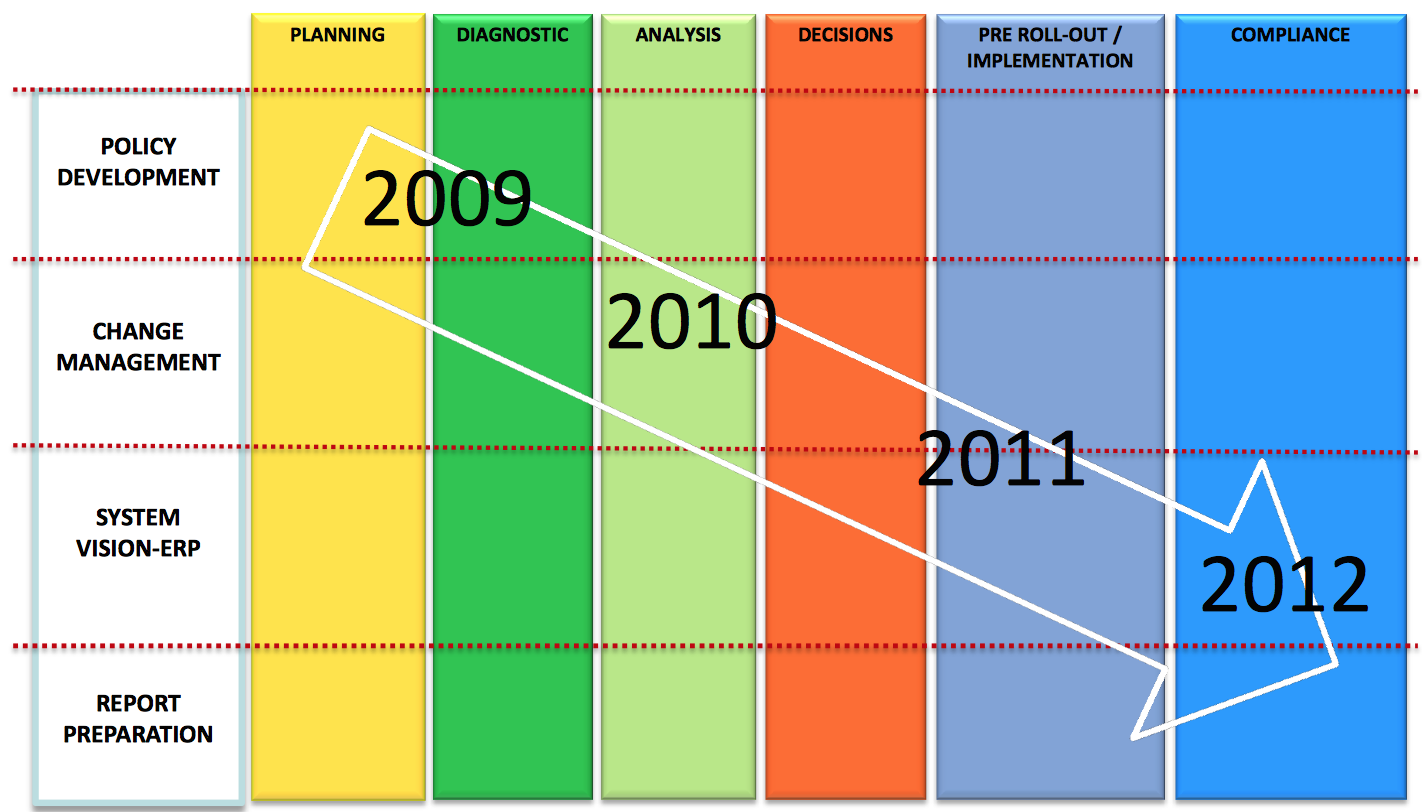 PLANNING
DIAGNOSTIC
ANALYSIS
DECISIONS
PRE ROLL-OUT /
IMPLEMENTATION
COMPLIANCE
POLICY
DEVELOPMENT
2009
CHANGE
MANAGEMENT
2010
2011
SYSTEM
VISION-ERP
2012
REPORT
PREPARATION